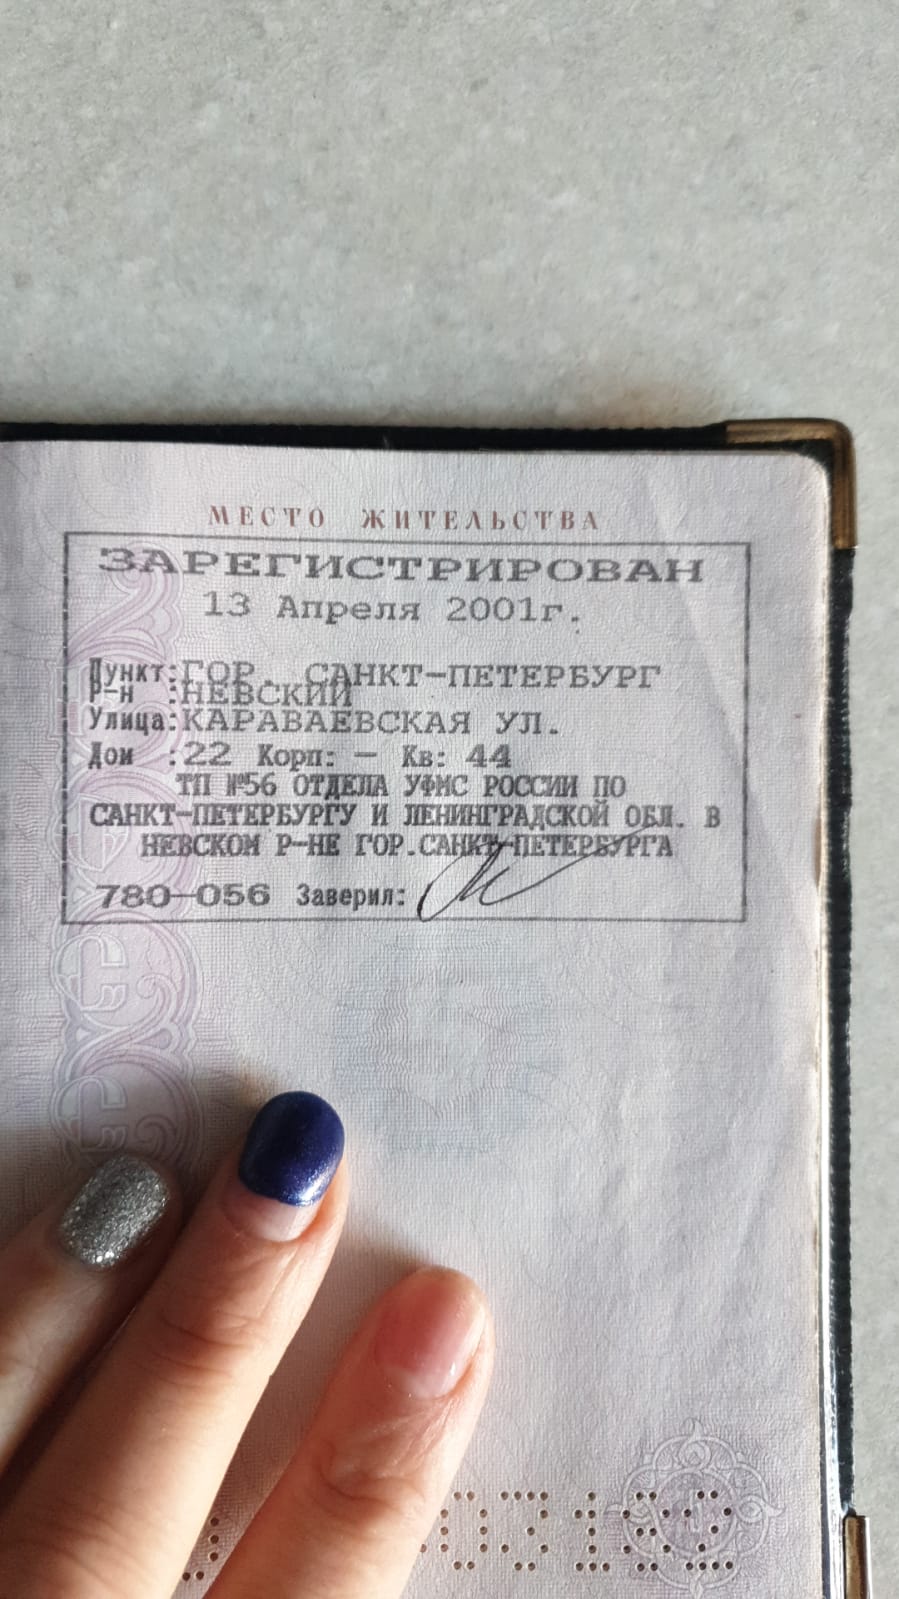 МЕСТО ЖИТЕЛЬСТВА
ЗАРЕГИСТРИРОВАН
13 Апреля 2001г.
Пункт:ГОР. САНКТ-ПЕТЕРБУРГ
Р-н :НЕВСКИЙ
Улица:КАРАВАЕВСКАЯ УЛ.
Дом :22 Корп: – Кв: 44
ТП №56 ОТДЕЛА УФМС РОССИИ ПО
САНКТ-ПЕТЕРБУРГУ И ЛЕНИНГРАДСКОЙ ОБЛ. В
НЕВСКОМ Р-НЕ ГОР.САНКТ-ПЕТЕРБУРГА
780-056 Заверил: